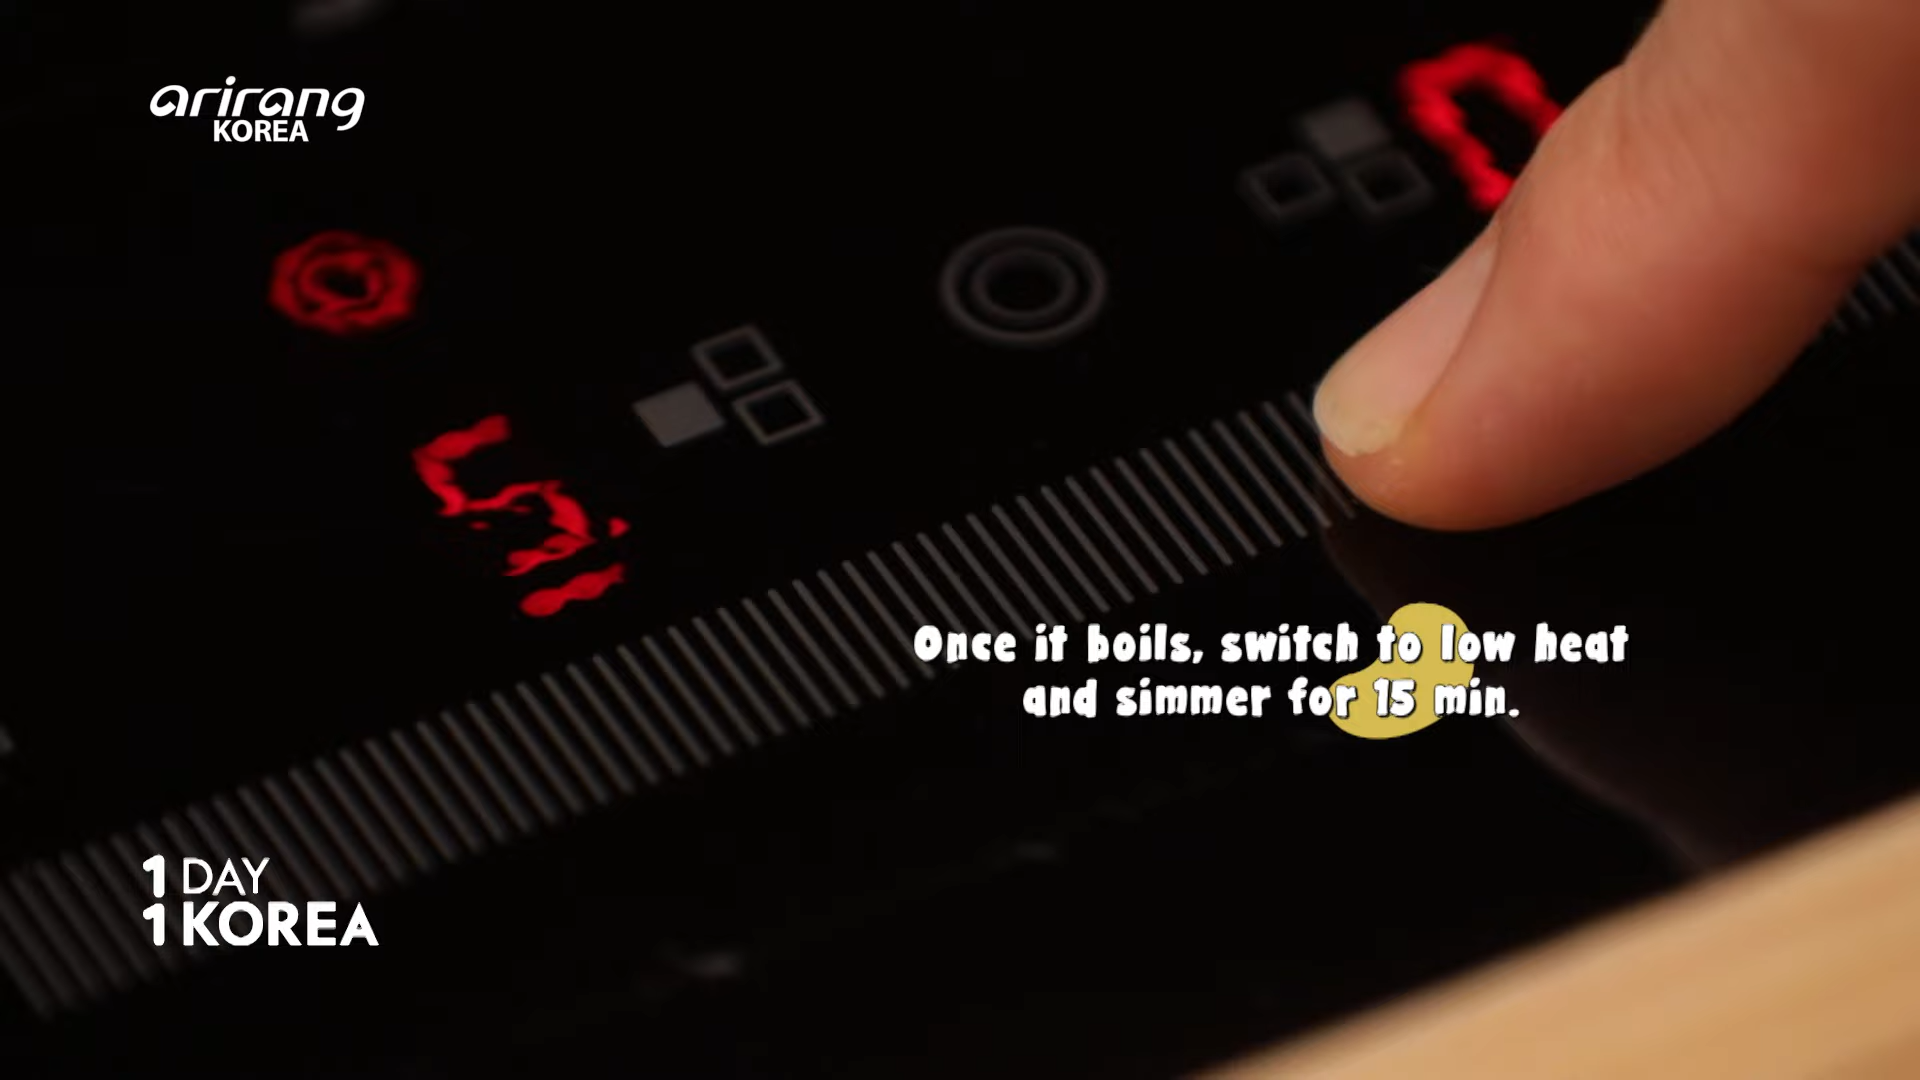 arirang
KOREA
Once it boils, switch to low heat
and simmer for 15 min.
1 DAY
1 KOREA